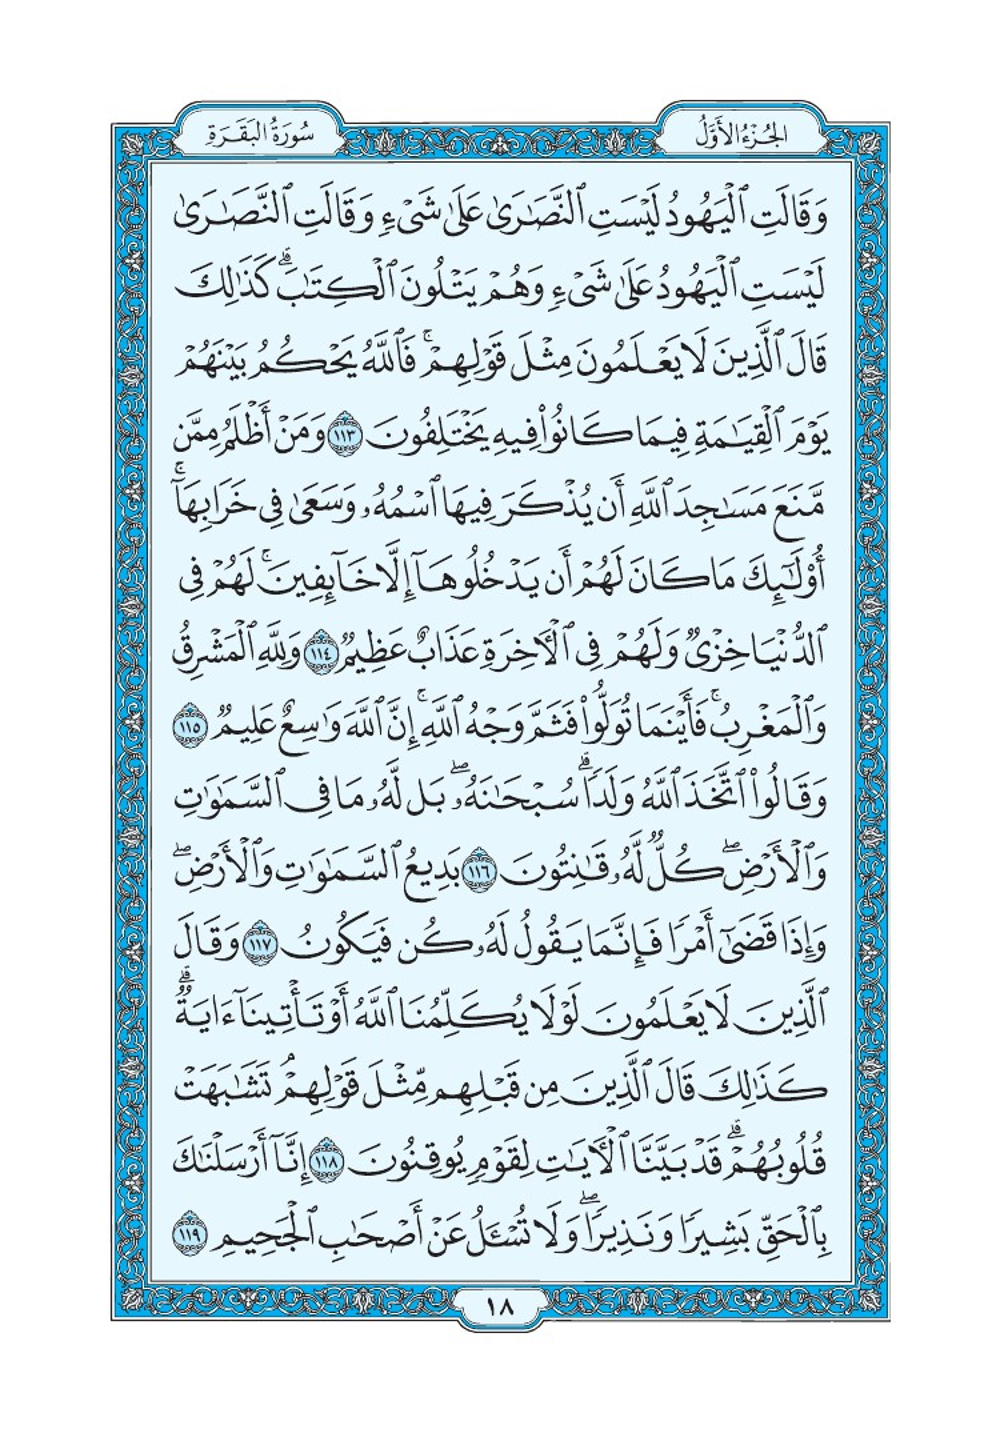 الجُزْءُ الأَوَّلُ
سُورَةُ البَقَرَةِ
وَقَالَتِ ٱلْيَهُودُ لَيْسَتِ ٱلنَّصَٰرَىٰ عَلَىٰ شَىْءٍ وَقَالَتِ ٱلنَّصَٰرَىٰ
لَيْسَتِ ٱلْيَهُودُ عَلَىٰ شَىْءٍ وَهُمْ يَتْلُونَ ٱلْكِتَٰبَ ۗ كَذَٰلِكَ
قَالَ ٱلَّذِينَ لَا يَعْلَمُونَ مِثْلَ قَوْلِهِمْ ۚ فَٱللَّهُ يَحْكُمُ بَيْنَهُمْ
يَوْمَ ٱلْقِيَٰمَةِ فِيمَا كَانُوا۟ فِيهِ يَخْتَلِفُونَ ١١٣ وَمَنْ أَظْلَمُ مِمَّن
مَّنَعَ مَسَٰجِدَ ٱللَّهِ أَن يُذْكَرَ فِيهَا ٱسْمُهُۥ وَسَعَىٰ فِى خَرَابِهَآ ۚ
أُو۟لَٰٓئِكَ مَا كَانَ لَهُمْ أَن يَدْخُلُوهَآ إِلَّا خَآئِفِينَ ۚ لَهُمْ فِى
ٱلدُّنْيَا خِزْىٌ وَلَهُمْ فِى ٱلْءَاخِرَةِ عَذَابٌ عَظِيمٌ ١١٤ وَلِلَّهِ ٱلْمَشْرِقُ
وَٱلْمَغْرِبُ ۚ فَأَيْنَمَا تُوَلُّوا۟ فَثَمَّ وَجْهُ ٱللَّهِ ۚ إِنَّ ٱللَّهَ وَٰسِعٌ عَلِيمٌ ١١٥
وَقَالُوا۟ ٱتَّخَذَ ٱللَّهُ وَلَدًا ۗ سُبْحَٰنَهُۥ ۖ بَل لَّهُۥ مَا فِى ٱلسَّمَٰوَٰتِ
وَٱلْأَرْضِ ۖ كُلٌّ لَّهُۥ قَٰنِتُونَ ١١٦ بَدِيعُ ٱلسَّمَٰوَٰتِ وَٱلْأَرْضِ ۖ
وَإِذَا قَضَىٰٓ أَمْرًا فَإِنَّمَا يَقُولُ لَهُۥ كُن فَيَكُونُ ١١٧ وَقَالَ
ٱلَّذِينَ لَا يَعْلَمُونَ لَوْلَا يُكَلِّمُنَا ٱللَّهُ أَوْ تَأْتِينَآ ءَايَةٌ ۗ
كَذَٰلِكَ قَالَ ٱلَّذِينَ مِن قَبْلِهِم مِّثْلَ قَوْلِهِمْ ۘ تَشَٰبَهَتْ
قُلُوبُهُمْ ۗ قَدْ بَيَّنَّا ٱلْءَايَٰتِ لِقَوْمٍ يُوقِنُونَ ١١٨ إِنَّآ أَرْسَلْنَٰكَ
بِٱلْحَقِّ بَشِيرًا وَنَذِيرًا ۖ وَلَا تُسْـَٔلُ عَنْ أَصْحَٰبِ ٱلْجَحِيمِ ١١٩
١٨